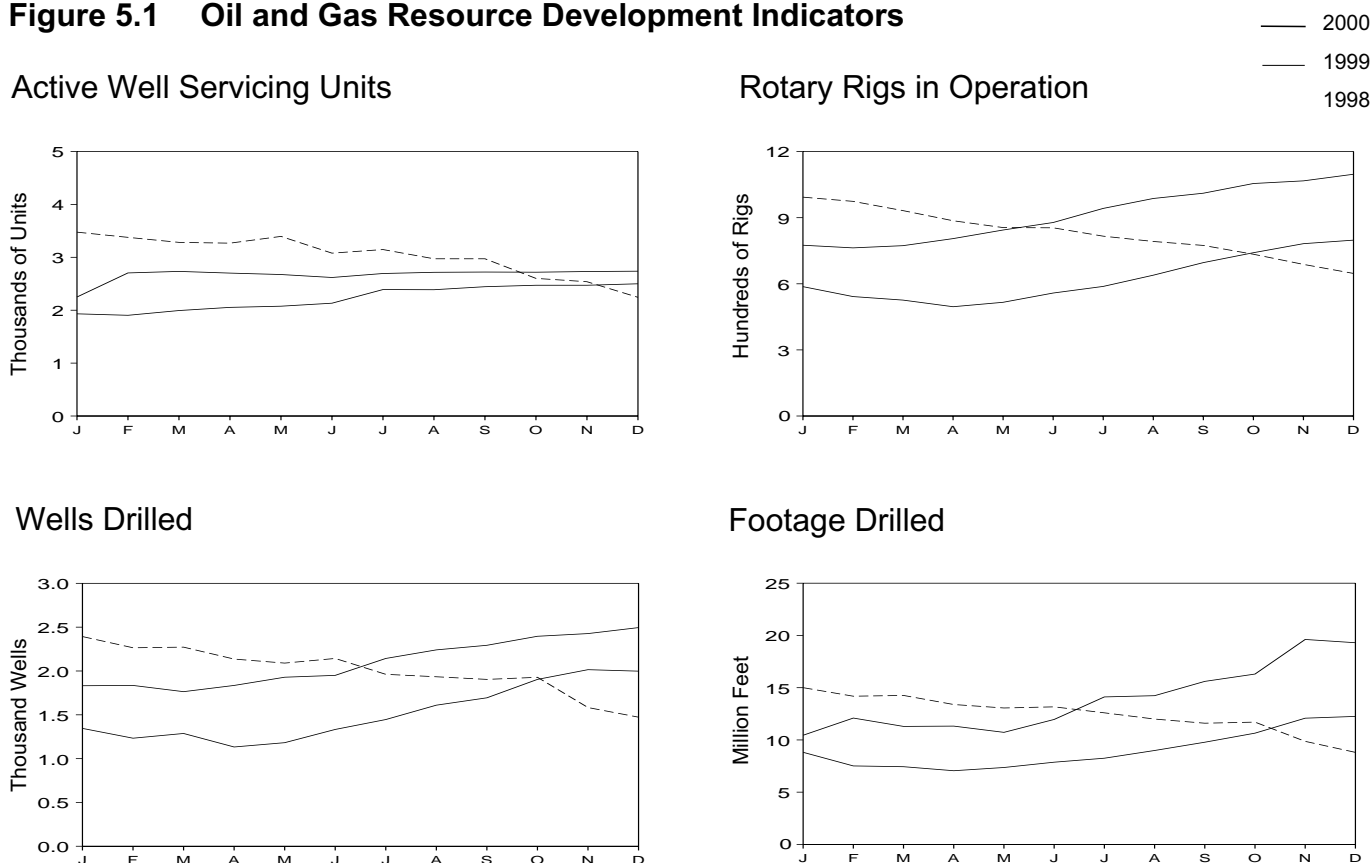 Figure 5.1 Oil and Gas Resource Development Indicators
2000
1999
1998
Active Well Servicing Units
Thousands of Units
5
4
3
2
1
0
J F M A M J J A S O N D
Rotary Rigs in Operation
Hundreds of Rigs
12
9
6
3
0
J F M A M J J A S O N D
Wells Drilled
Thousand Wells
3.0
2.5
2.0
1.5
1.0
0.5
0.0
J F M A M J J A S O N D
Footage Drilled
Million Feet
25
20
15
10
5
0
J F M A M J J A S O N D